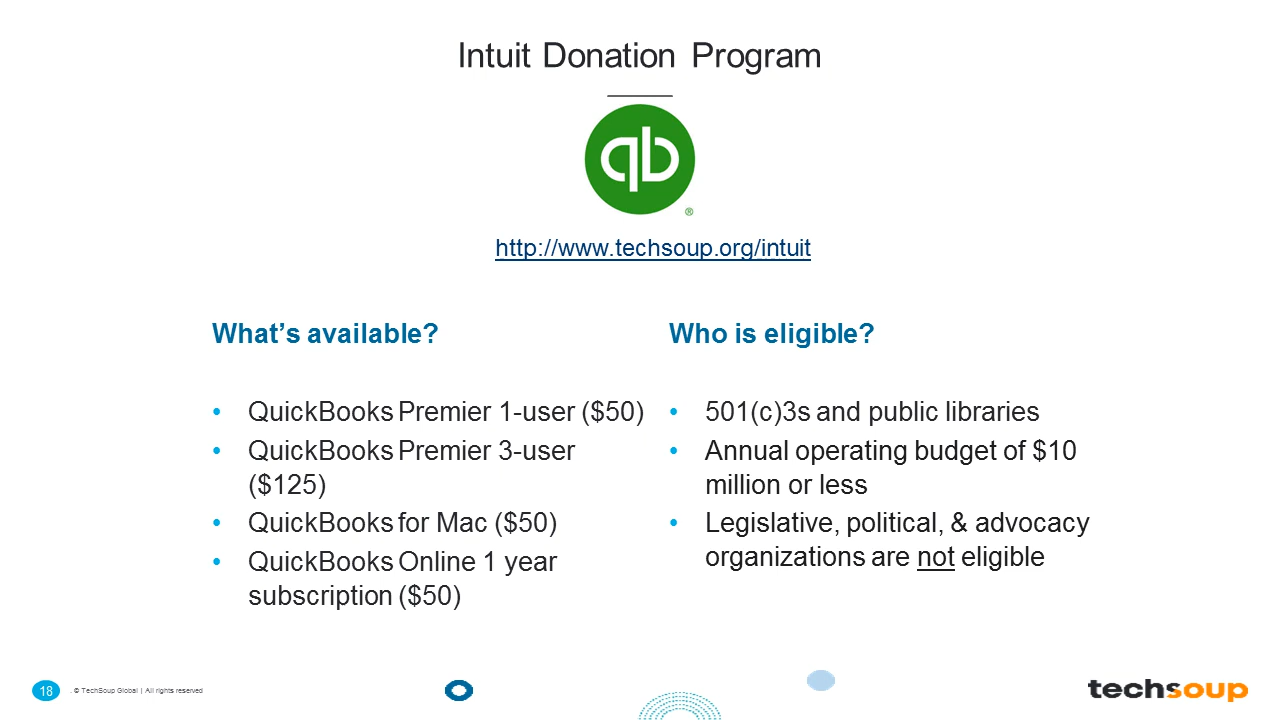 Intuit Donation Program
qb
®
http://www.techsoup.org/intuit
What’s available?
• QuickBooks Premier 1-user ($50)
• QuickBooks Premier 3-user
($125)
• QuickBooks for Mac ($50)
• QuickBooks Online 1 year
subscription ($50)
Who is eligible?
• 501(c)3s and public libraries
• Annual operating budget of $10
million or less
• Legislative, political, & advocacy
organizations are not eligible
18
. © TechSoup Global | All rights reserved
techsoup